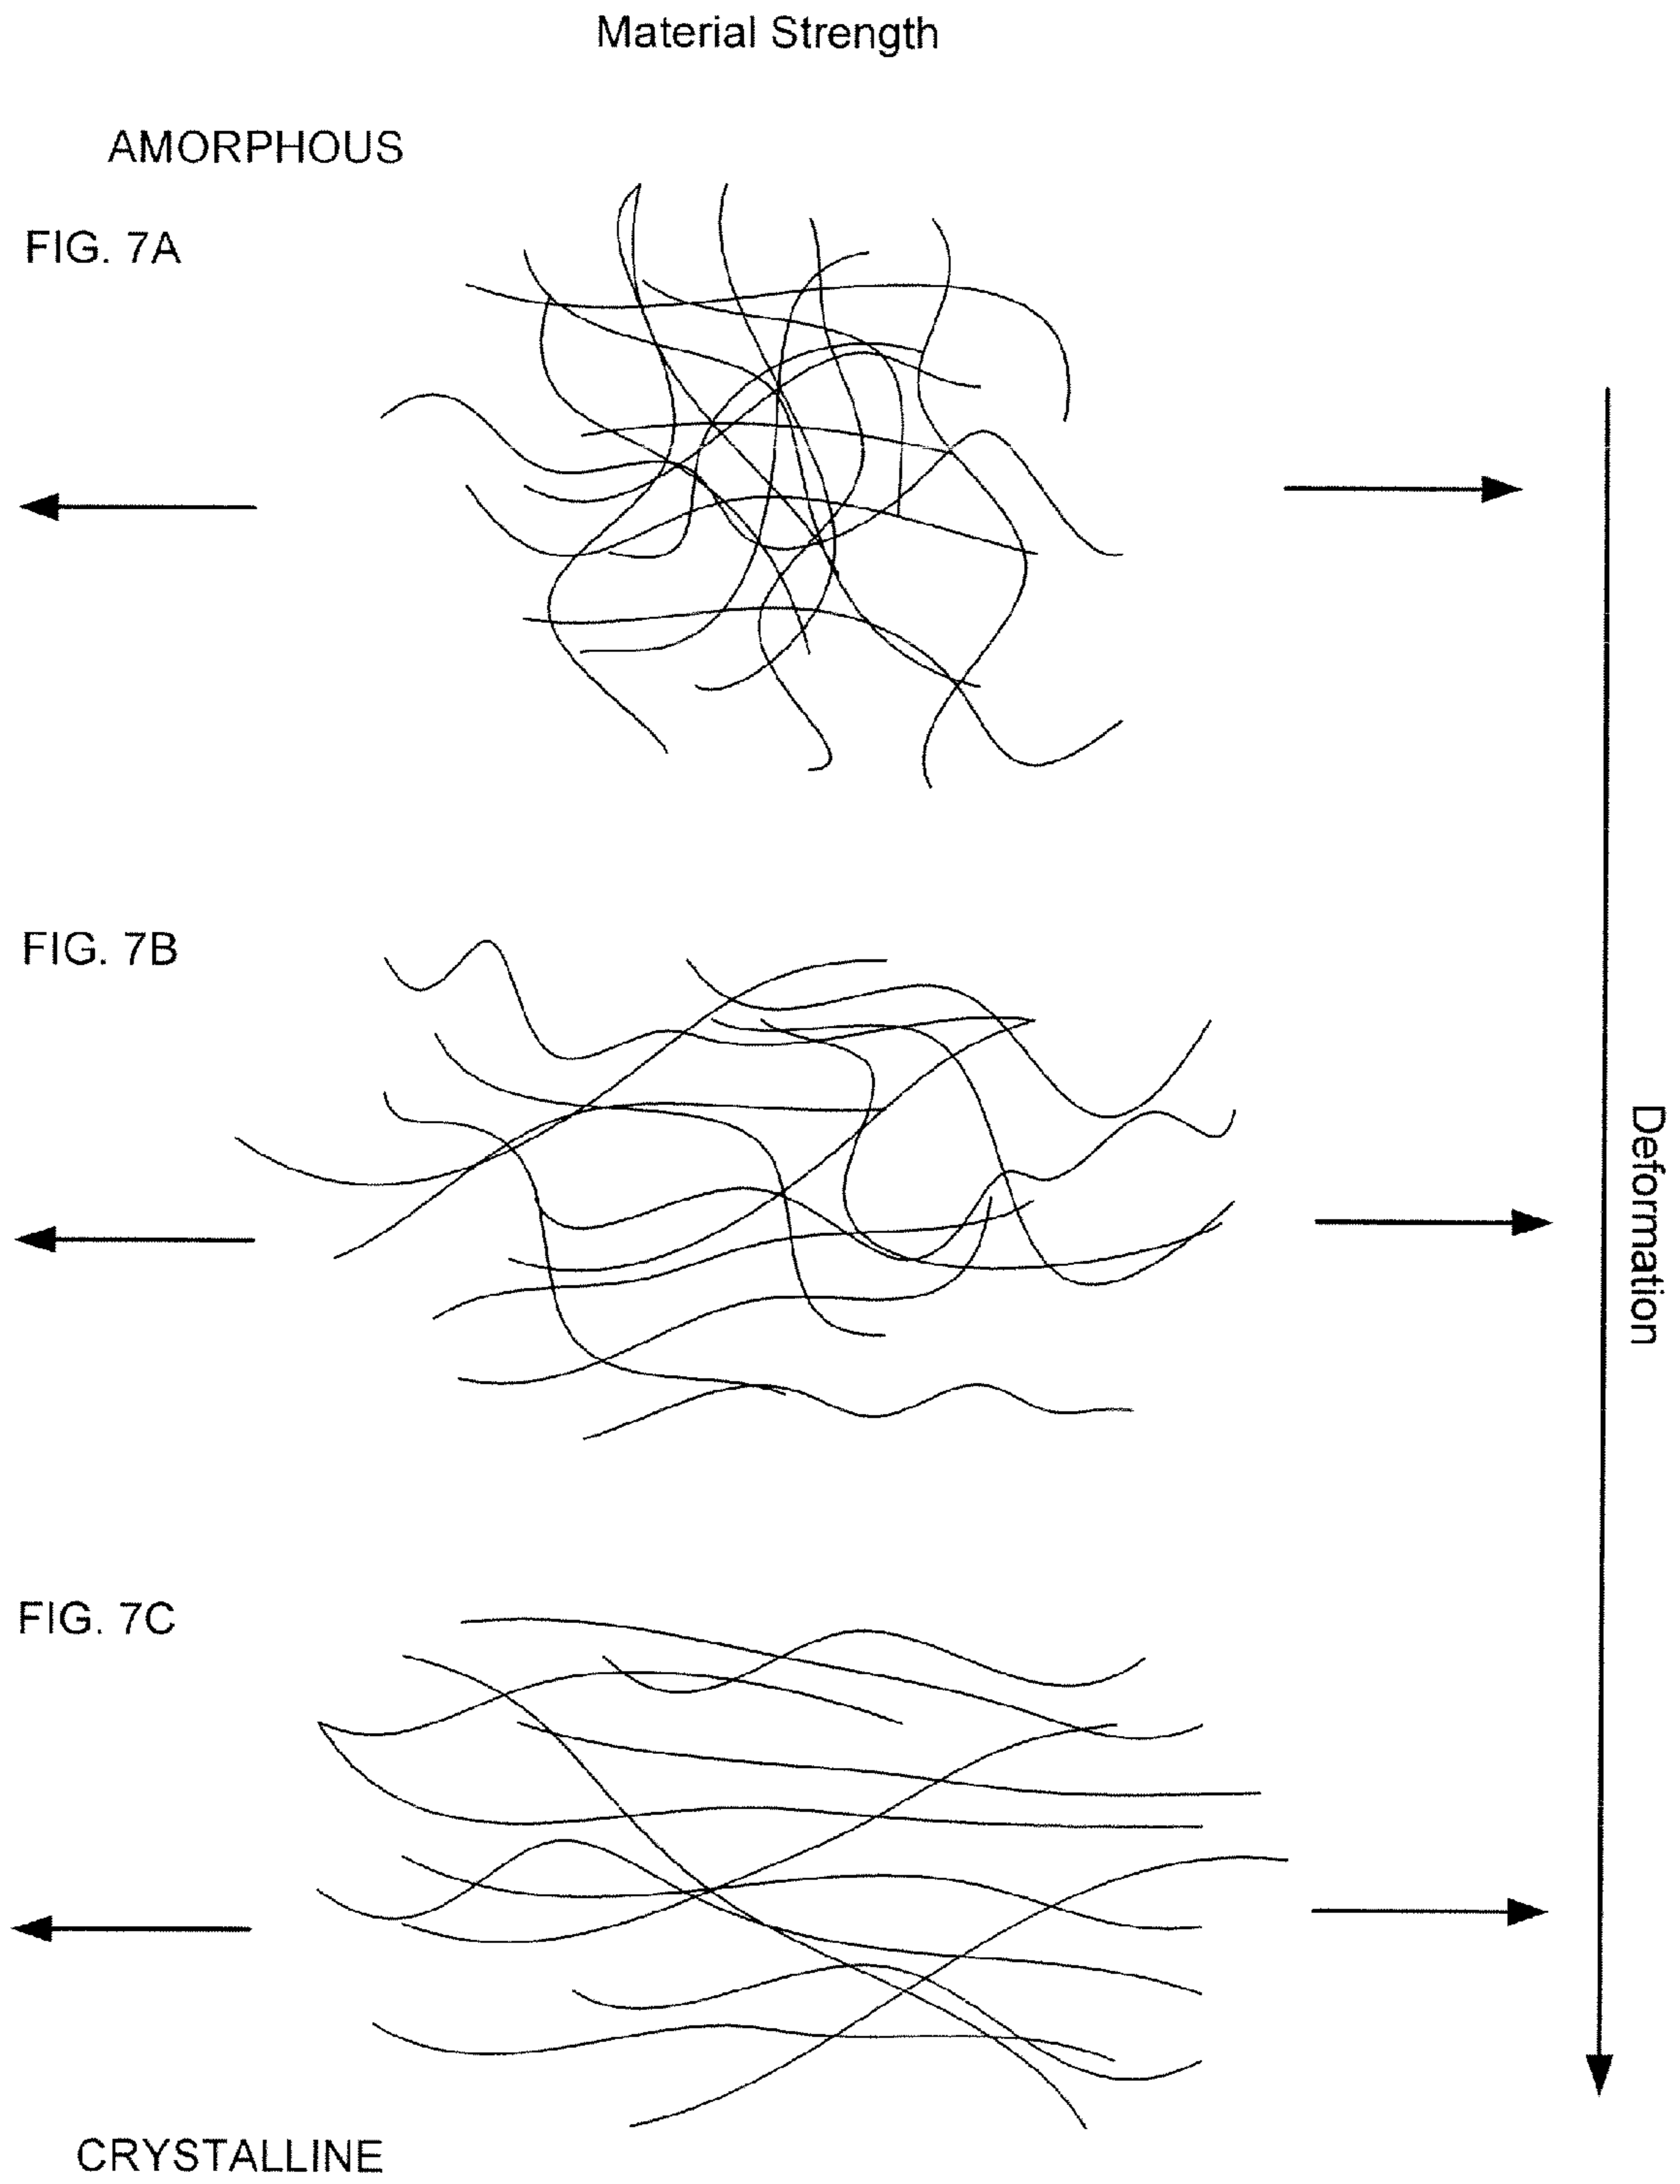 Material Strength
AMORPHOUS
FIG. 7A
FIG. 7B
Deformation
FIG. 7C
CRYSTALLINE